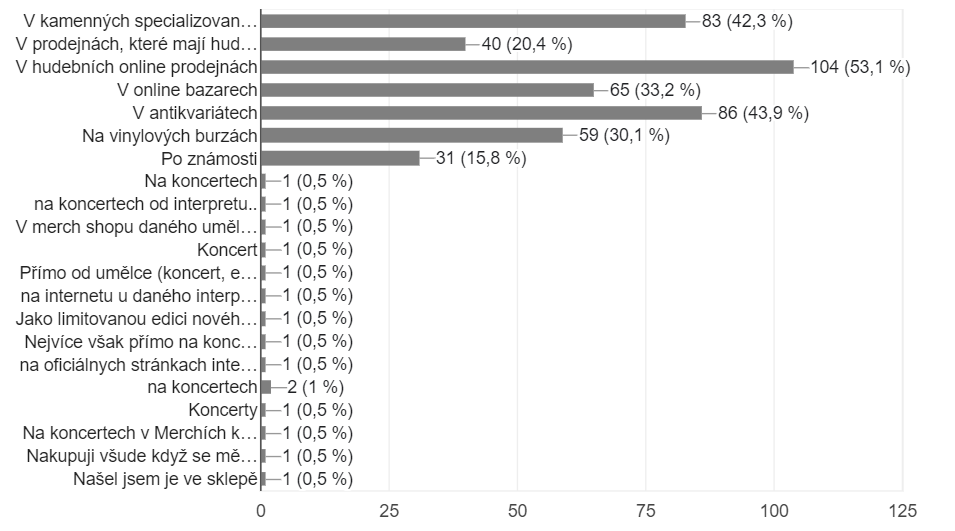 V kamenných specializovan… 83 (42,3 %)
V prodejnách, které mají hud… 40 (20,4 %)
V hudebních online prodejnách 104 (53,1 %)
V online bazarech 65 (33,2 %)
V antikvariátech 86 (43,9 %)
Na vinylových burzách 59 (30,1 %)
Po známosti 31 (15,8 %)
Na koncertech 1 (0,5 %)
na koncertech od interpretu.. 1 (0,5 %)
V merch shopu daného uměl… 1 (0,5 %)
Koncert 1 (0,5 %)
Přímo od umělce (koncert, e… 1 (0,5 %)
na internetu u daného interp… 1 (0,5 %)
Jako limitovanou edici novéh… 1 (0,5 %)
Nejvíce však přímo na konc… 1 (0,5 %)
na oficiálnych stránkach inte… 1 (0,5 %)
na koncertech 2 (1 %)
Koncerty 1 (0,5 %)
Na koncertech v Merchích k… 1 (0,5 %)
Nakupuji všude když se mě… 1 (0,5 %)
Našel jsem je ve sklepě 1 (0,5 %)
0 25 50 75 100 125